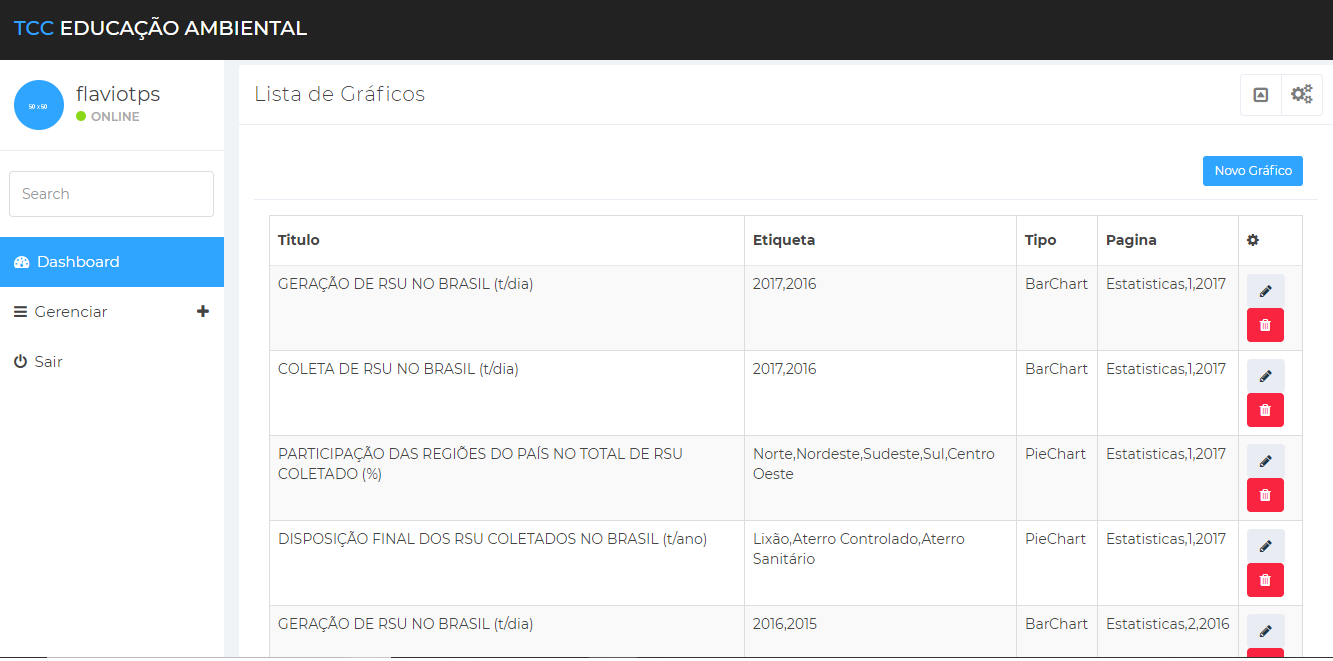 TCC EDUCAÇÃO AMBIENTAL
50 x 50
flaviotps
ONLINE
Search
Dashboard
Gerenciar
Sair
Lista de Gráficos
Novo Gráfico
Titulo Etiqueta Tipo Pagina
GERAÇÃO DE RSU NO BRASIL (t/dia) 2017,2016 BarChart Estatisticas,1,2017
COLETA DE RSU NO BRASIL (t/dia) 2017,2016 BarChart Estatisticas,1,2017
PARTICIPAÇÃO DAS REGIÕES DO PAÍS NO TOTAL DE RSU Norte,Nordeste,Sudeste,Sul,Centro PieChart Estatisticas,1,2017
COLETADO (%) Oeste
DISPOSIÇÃO FINAL DOS RSU COLETADOS NO BRASIL (t/ano) Lixão,Aterro Controlado,Aterro PieChart Estatisticas,1,2017
Sanitário
GERAÇÃO DE RSU NO BRASIL (t/dia) 2016,2015 BarChart Estatisticas,2,2016